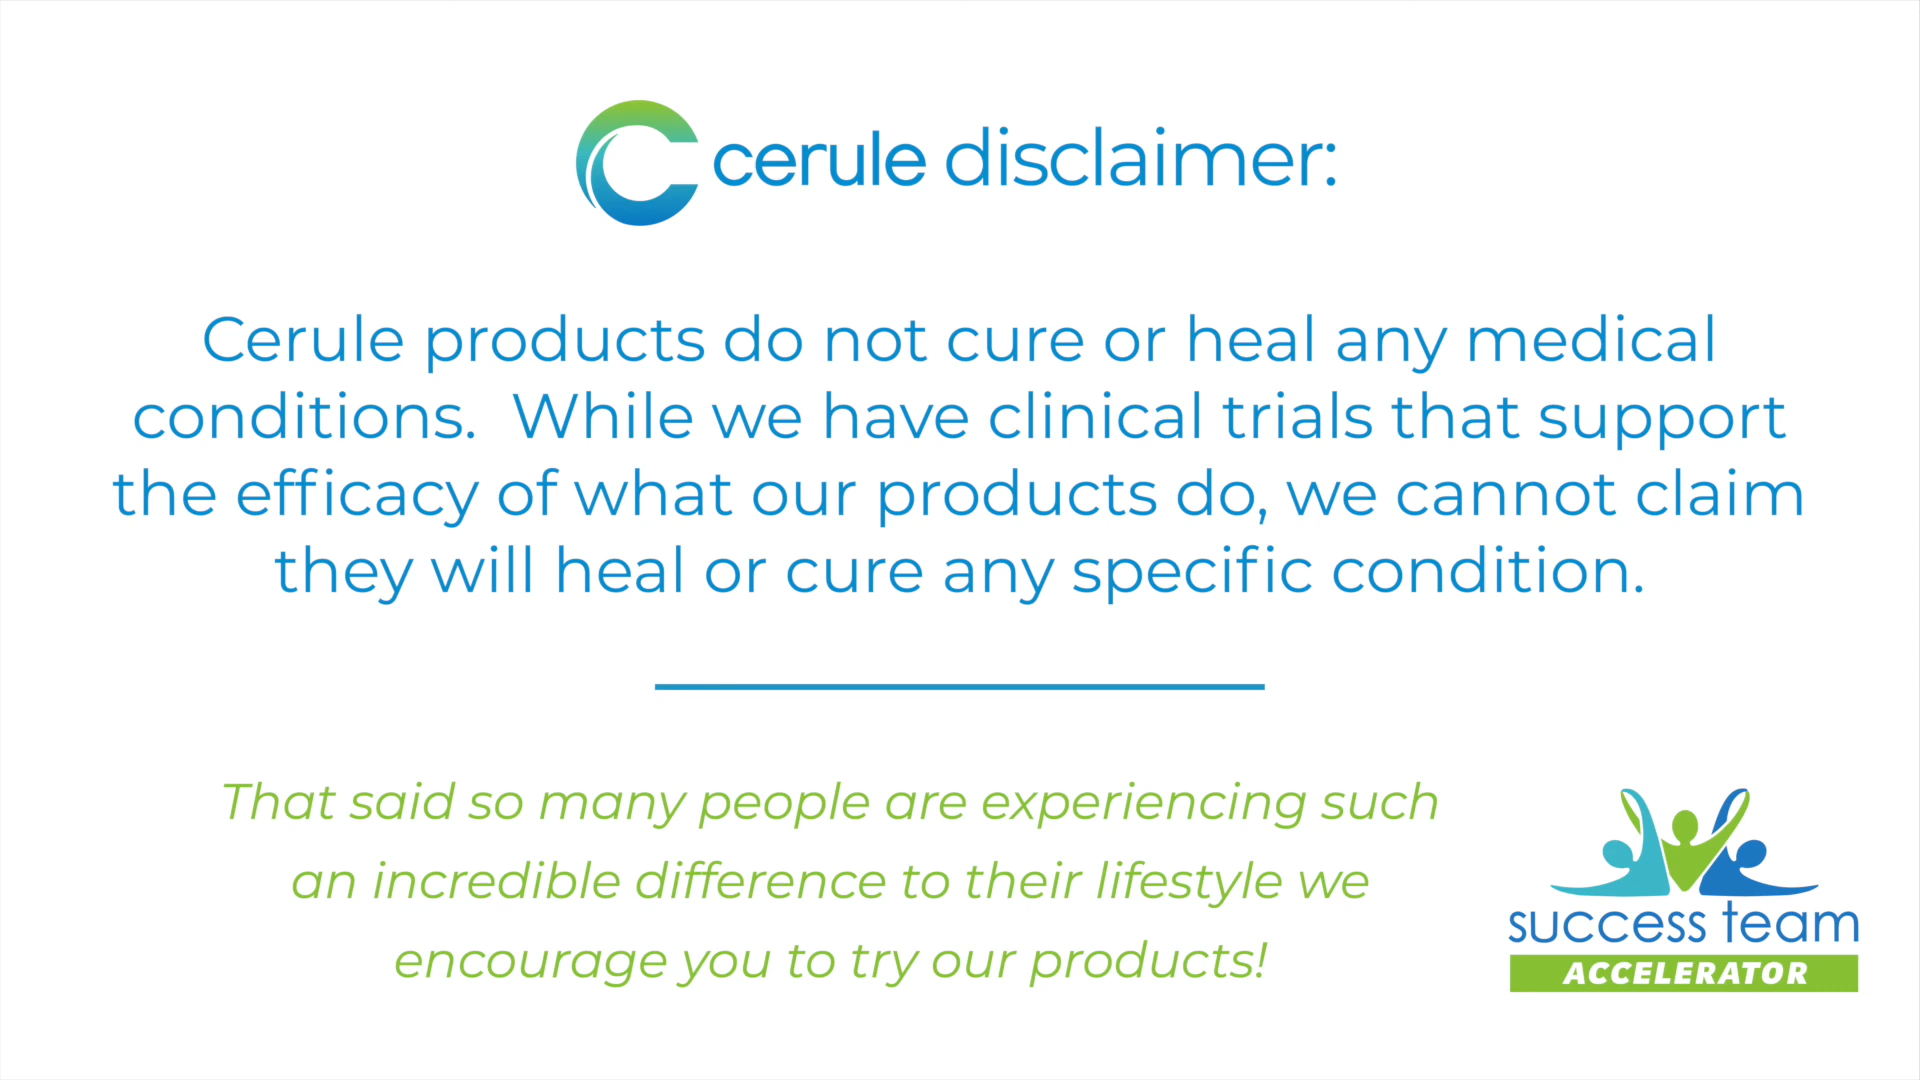 cerule disclaimer:
Cerule products do not cure or heal any medical
conditions.  While we have clinical trials that support
the efficacy of what our products do, we cannot claim
they will heal or cure any specific condition.
That said so many people are experiencing such
an incredible difference to their lifestyle we
encourage you to try our products!
success team
ACCELERATOR